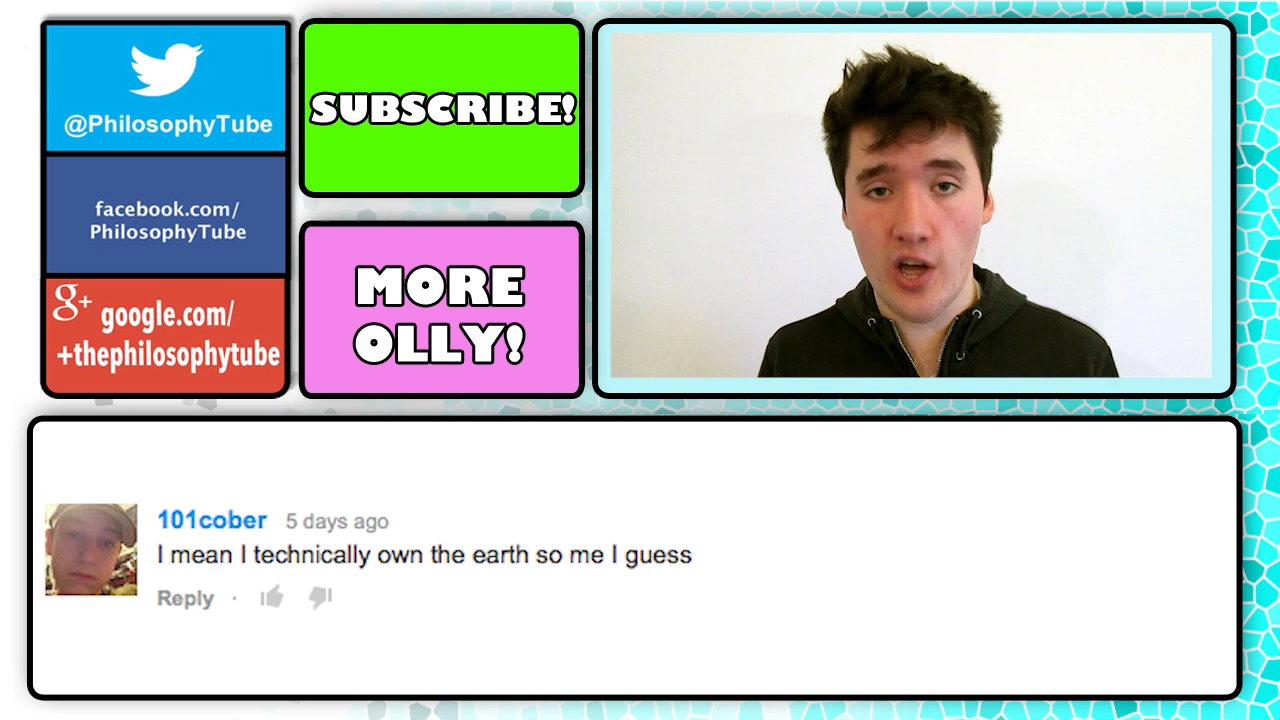 @PhilosophyTube
facebook.com/
PhilosophyTube
g+ google.com/
+thephilosophytube
SUBSCRIBE!
MORE
OLLY!
101cober 5 days ago
I mean I technically own the earth so me I guess
Reply ·